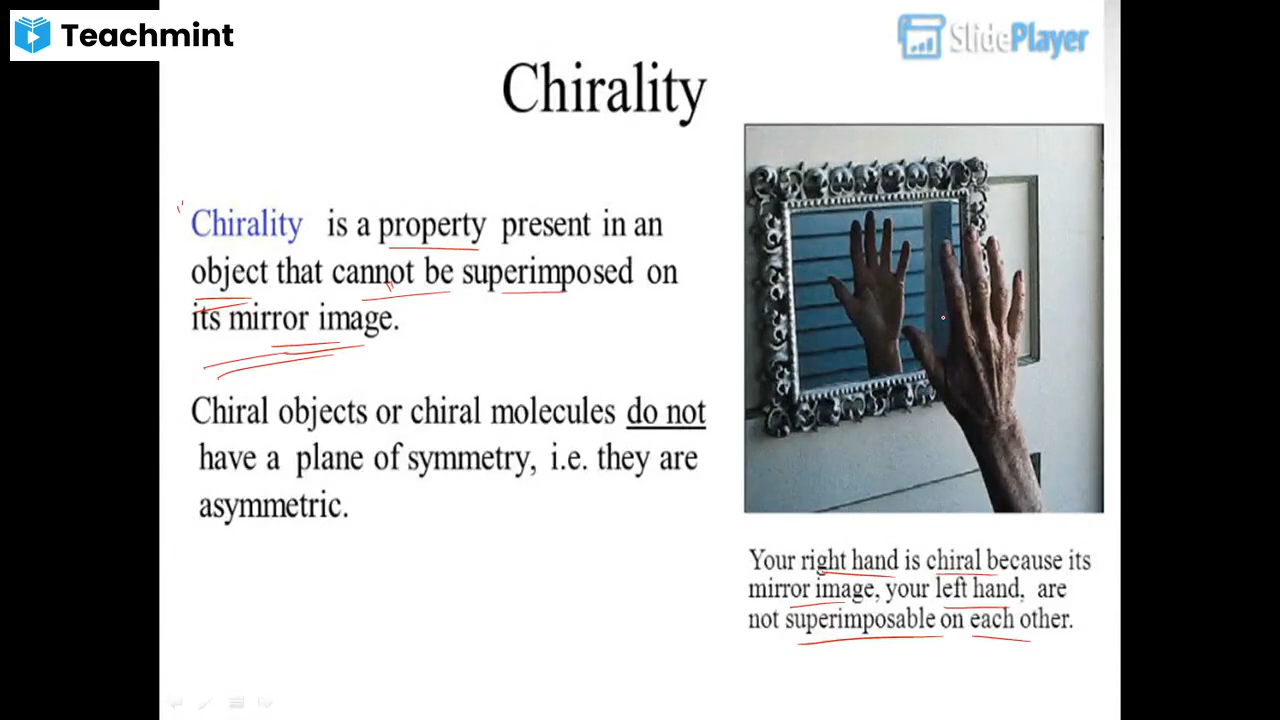 Teachmint
SlidePlayer
Chirality
Chirality is a property present in an
object that cannot be superimposed on
its mirror image.
Chiral objects or chiral molecules do not
have a plane of symmetry, i.e. they are
asymmetric.
Your right hand is chiral because its
mirror image, your left hand, are
not superimposable on each other.